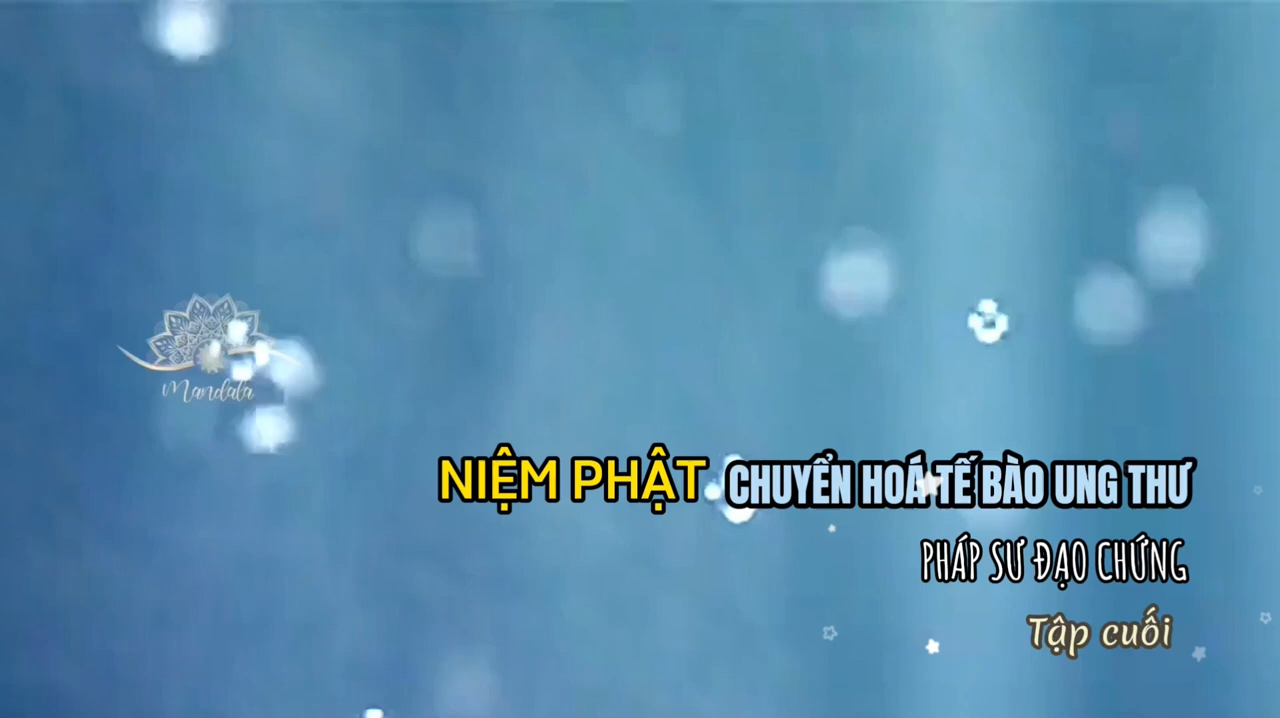 Mandala
NIỆM PHẬT CHUYỂN HOÁ TẾ BÀO UNG THƯ
PHÁP SƯ ĐẠO CHỨNG
Tập cuối